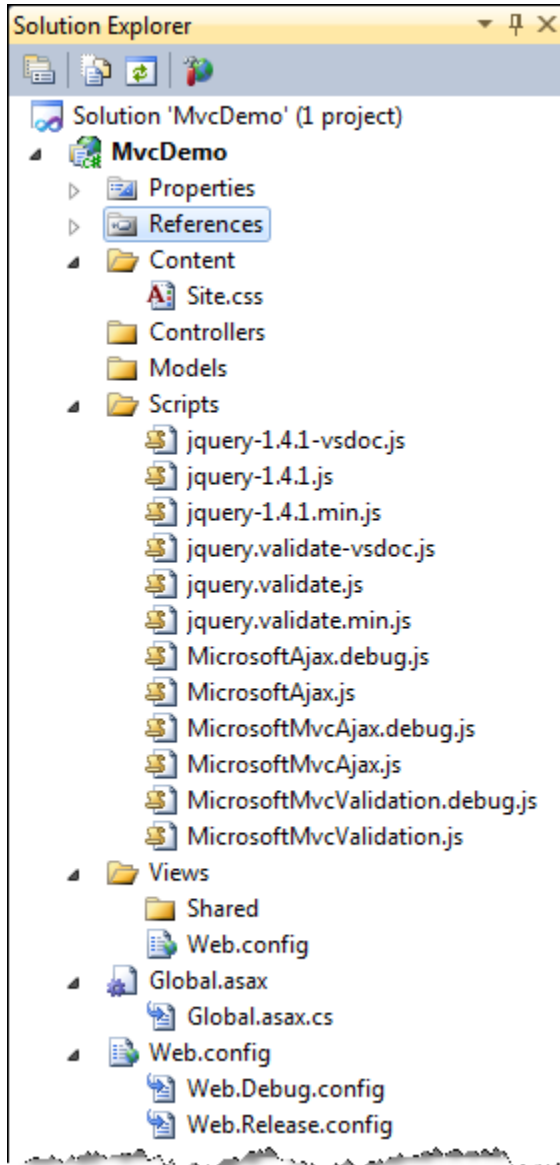 Solution Explorer
Solution 'MvcDemo' (1 project)
MvcDemo
Properties
References
Content
Site.css
Controllers
Models
Scripts
jquery-1.4.1-vsdoc.js
jquery-1.4.1.js
jquery-1.4.1.min.js
jquery.validate-vsdoc.js
jquery.validate.js
jquery.validate.min.js
MicrosoftAjax.debug.js
MicrosoftAjax.js
MicrosoftMvcAjax.debug.js
MicrosoftMvcAjax.js
MicrosoftMvcValidation.debug.js
MicrosoftMvcValidation.js
Views
Shared
Web.config
Global.asax
Global.asax.cs
Web.config
Web.Debug.config
Web.Release.config